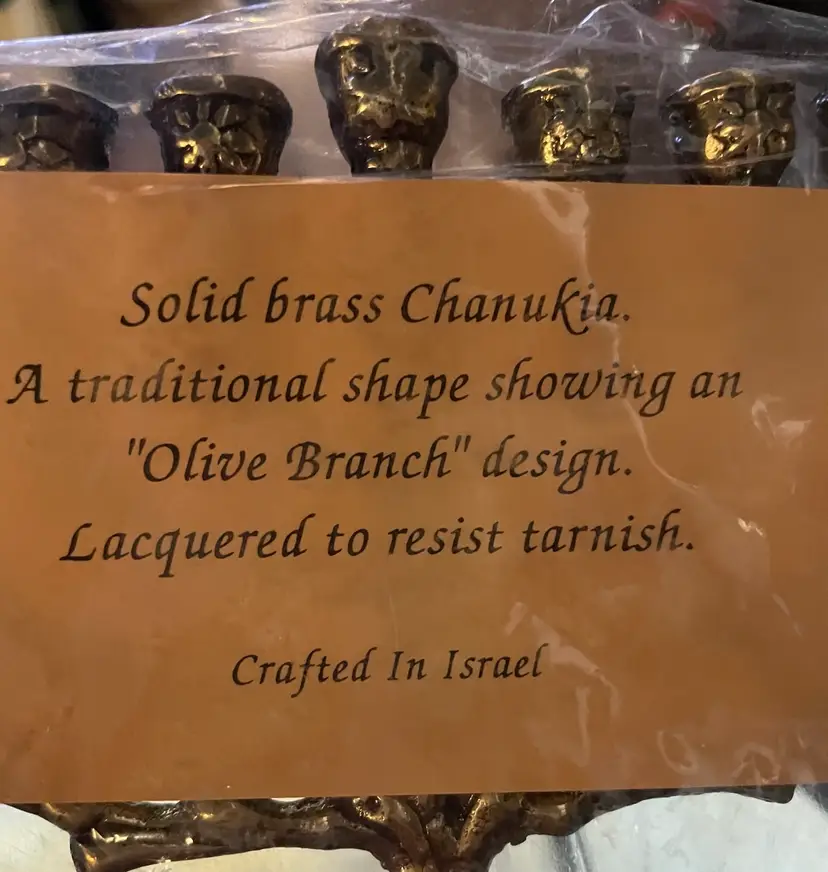 Solid brass Chanukia.
A traditional shape showing an
"Olive Branch" design.
Lacquered to resist tarnish.
Crafted In Israel